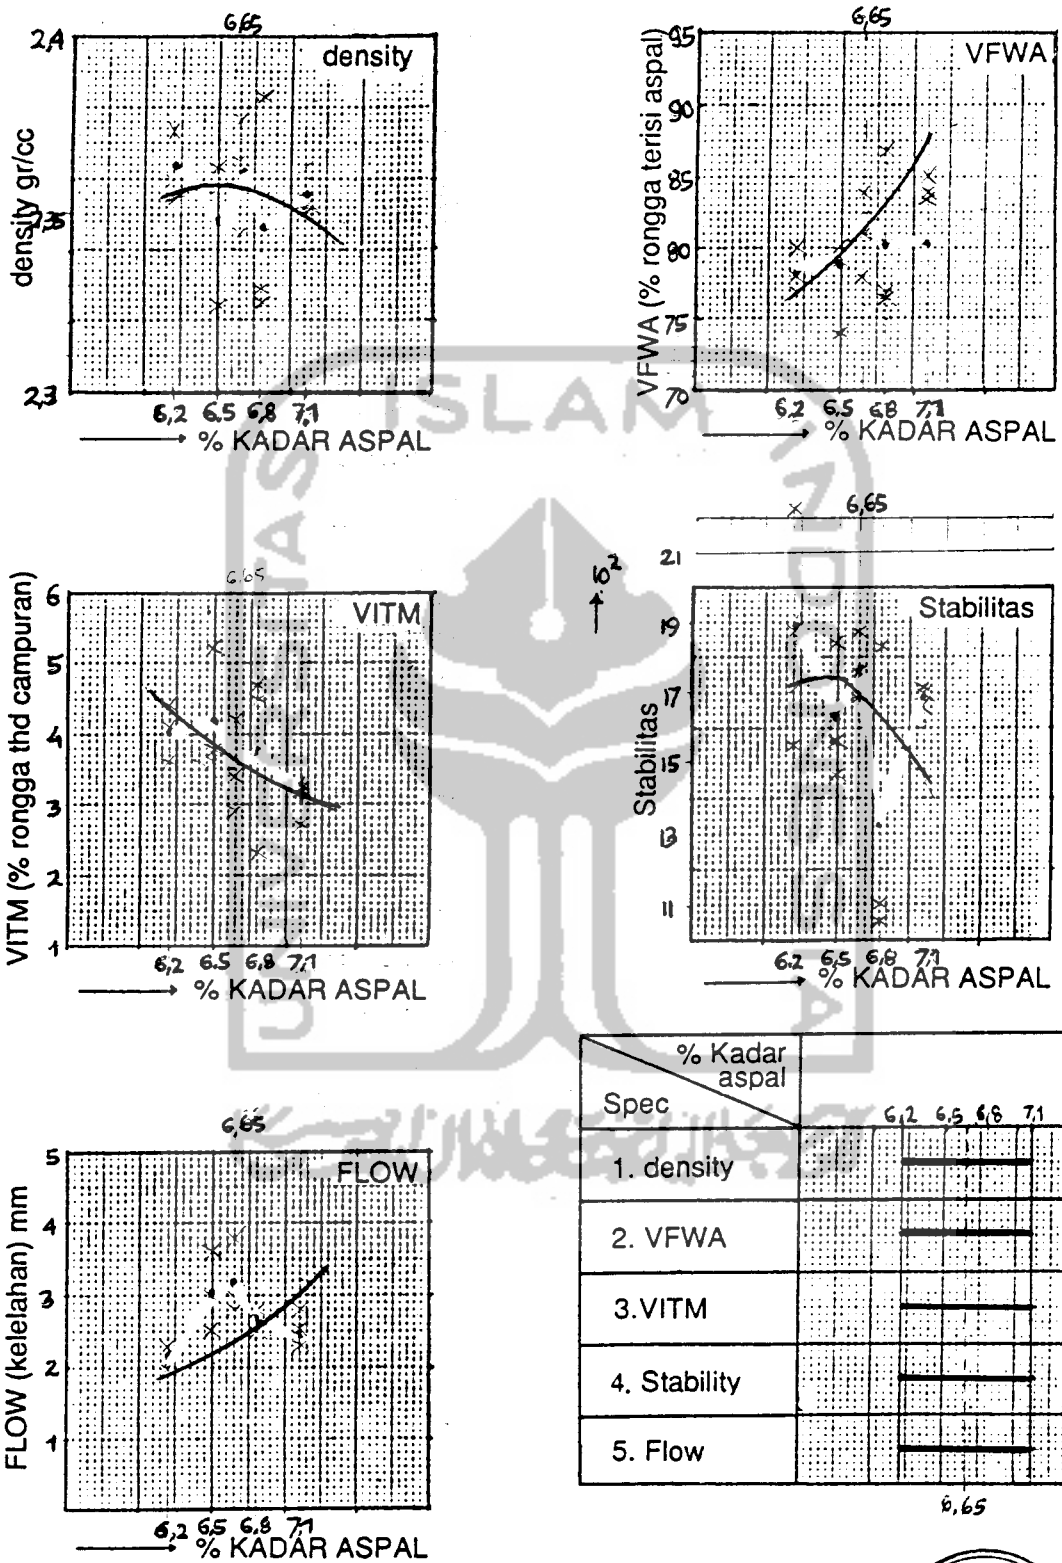 6,65
2,4
density
density gr/cc
2,35
2,3
6,2 6.5 6,8 7,1
% KADAR ASPAL
6,65
95
VFWA
VFWA (% rongga terisi aspal)
90
85
80
75
70
6,2 6.5 6.8 7,1
% KADAR ASPAL
6,65
6
VITM
VITM (% rongga thd campuran)
5
4
3
2
1
6,2 6.5 6,8 7,1
% KADAR ASPAL
6,65
21
10²
Stabilitas
Stabilitas
19
17
15
13
11
6.2 6,5 6,8 7,1
% KADAR ASPAL
6,65
5
FLOW
FLOW (kelelahan) mm
4
3
2
1
6,2 6,5 6,8 7,1
% KADAR ASPAL
% Kadar
aspal
Spec
6,2 6,5 6,8 7,1
1. density
2. VFWA
3.VITM
4. Stability
5. Flow
6,65
UNIVERSITAS
ISLAM
INDONESIA